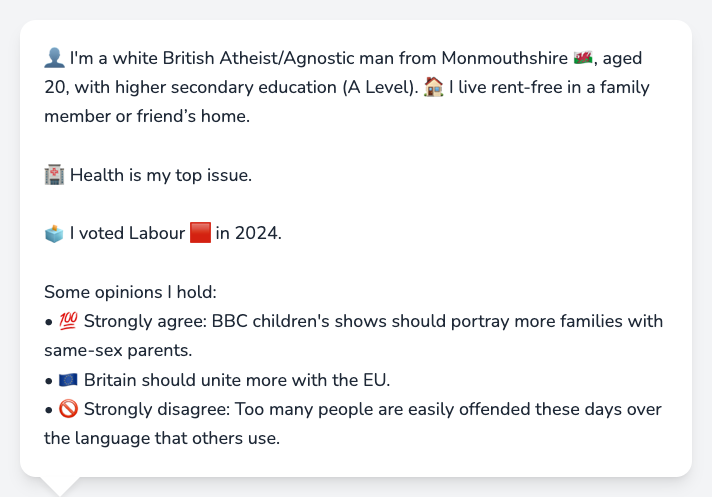 👤 I'm a white British Atheist/Agnostic man from Monmouthshire 🏴󠁧󠁢󠁷󠁬󠁳󠁿, aged
20, with higher secondary education (A Level). 🏠 I live rent-free in a family
member or friend’s home.
🏥 Health is my top issue.
🗳️ I voted Labour 🟥 in 2024.
Some opinions I hold:
• 💯 Strongly agree: BBC children's shows should portray more families with
same-sex parents.
• 🇪🇺 Britain should unite more with the EU.
• 🚫 Strongly disagree: Too many people are easily offended these days over
the language that others use.